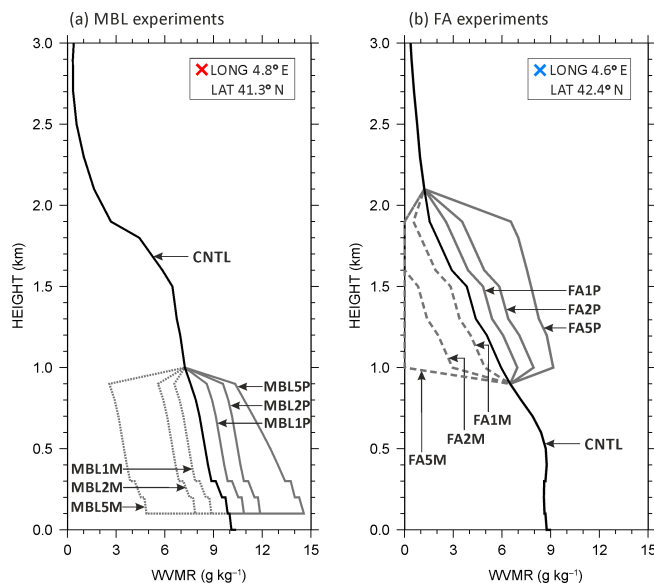 (a) MBL experiments
3.0
2.5
2.0
1.5
1.0
0.5
0.0
HEIGHT (km)
LONG 4.8° E
LAT 41.3° N
CNTL
MBL5P
MBL2P
MBL1P
MBL1M
MBL2M
MBL5M
0 3 6 9 12 15
WVMR (g kg⁻¹)
(b) FA experiments
3.0
2.5
2.0
1.5
1.0
0.5
0.0
HEIGHT (km)
LONG 4.6° E
LAT 42.4° N
FA1P
FA2P
FA5P
FA1M
FA2M
FA5M
CNTL
0 3 6 9 12 15
WVMR (g kg⁻¹)